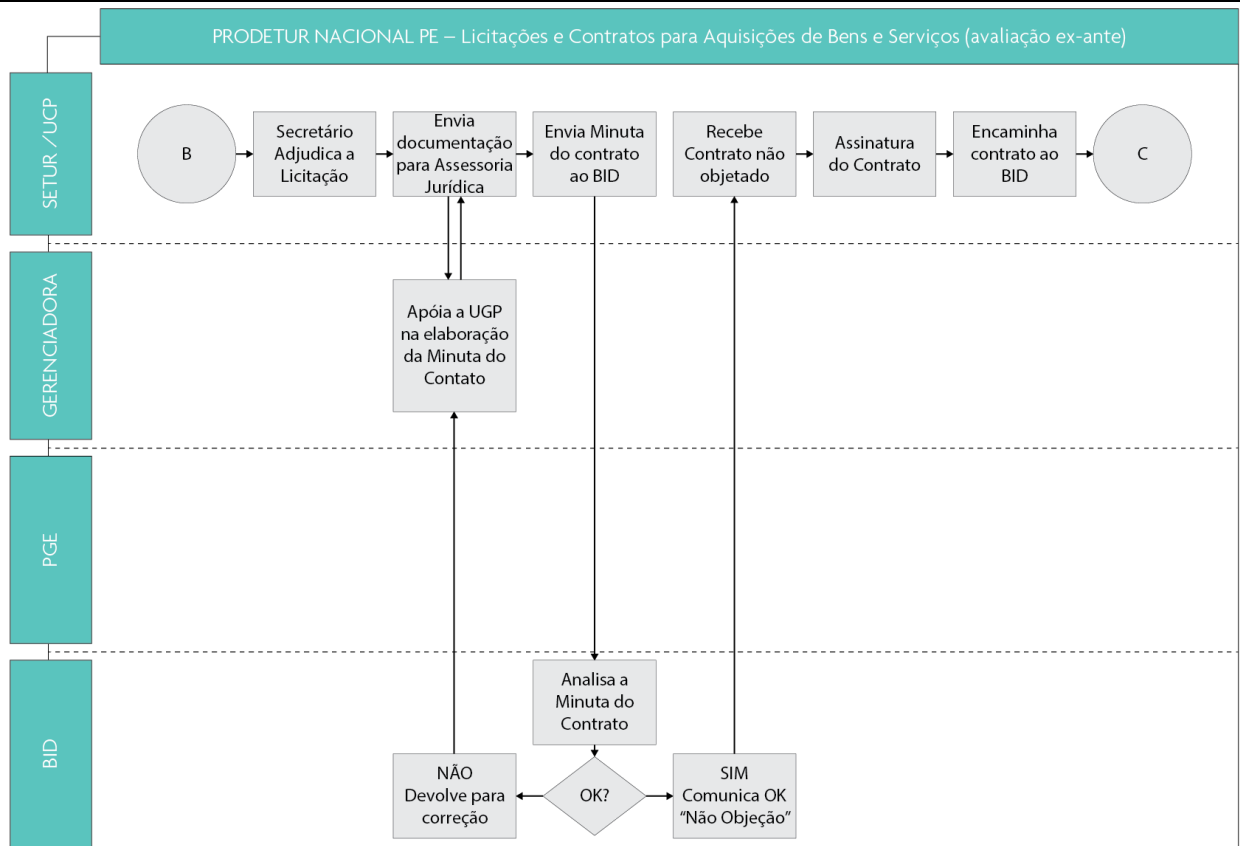 PRODETUR NACIONAL PE – Licitações e Contratos para Aquisições de Bens e Serviços (avaliação ex-ante)
SETUR /UCP
B
Secretário
Adjudica a
Licitação
Envia
documentação
para Assessoria
Jurídica
Envia Minuta
do contrato
ao BID
Recebe
Contrato não
objetado
Assinatura
do Contrato
Encaminha
contrato ao
BID
C
GERENCIADORA
Apóia a UGP
na elaboração
da Minuta do
Contato
PGE
BID
Analisa a
Minuta do
Contrato
NÃO
Devolve para
correção
OK?
SIM
Comunica OK
“Não Objeção”